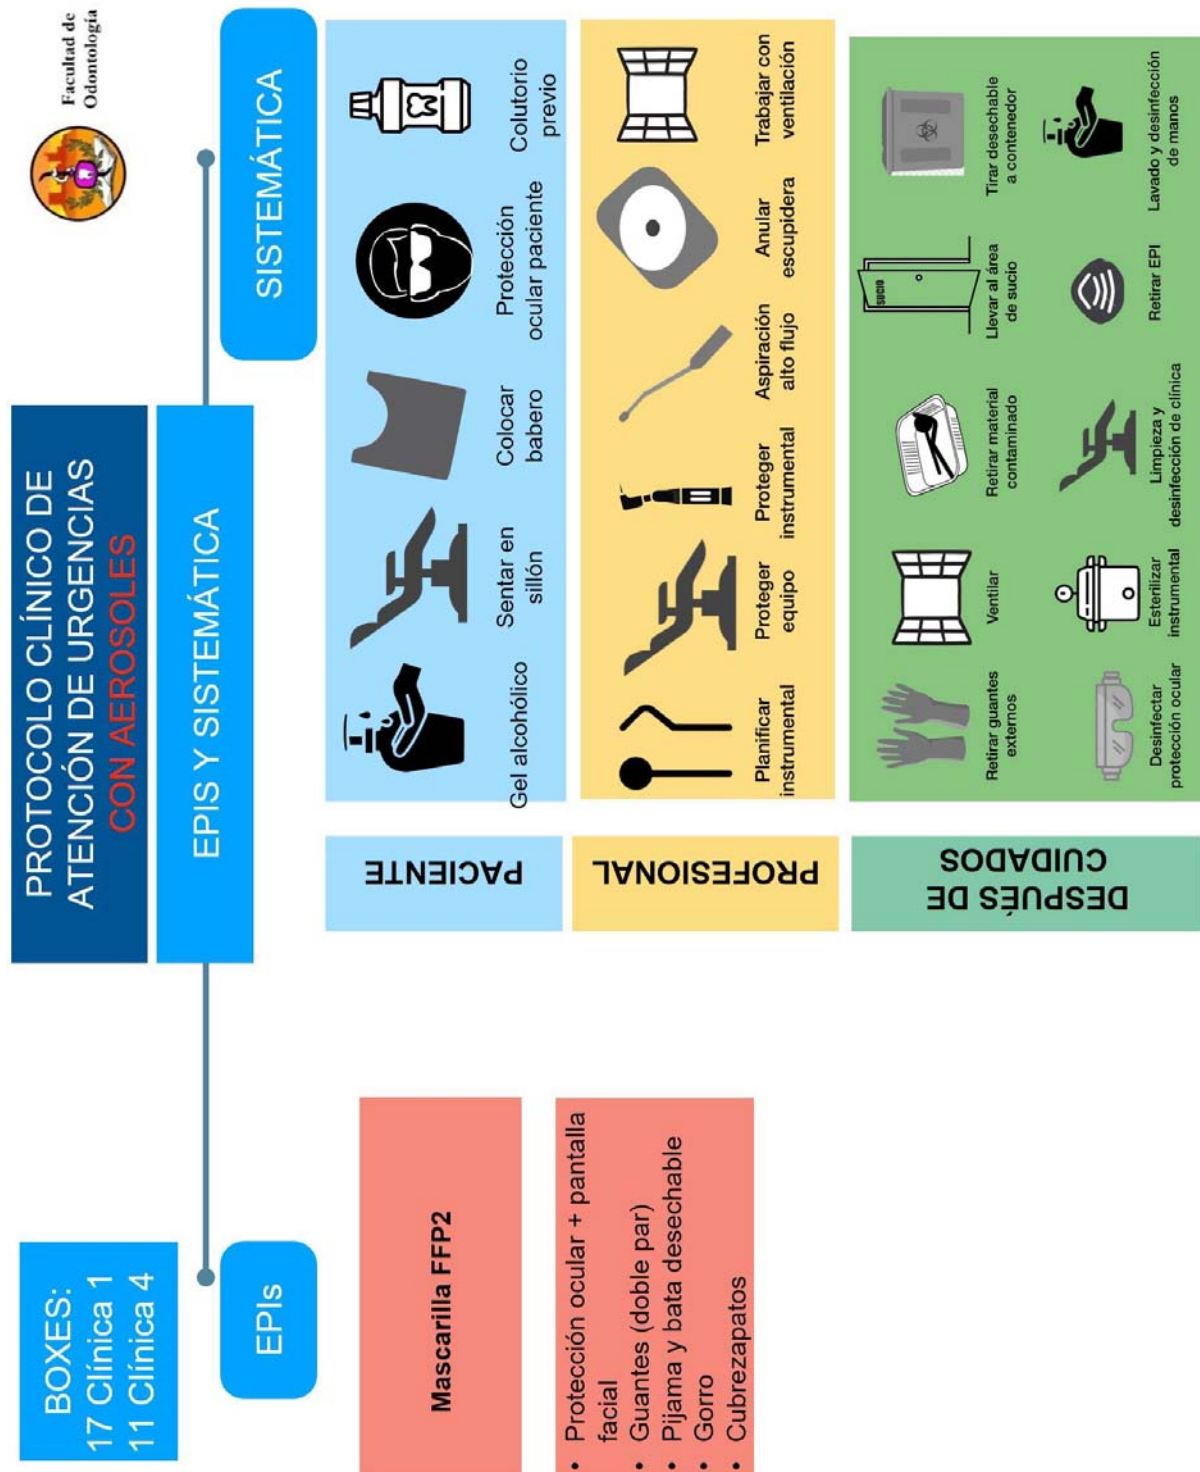 PROTOCOLO CLÍNICO DE
ATENCIÓN DE URGENCIAS
CON AEROSOLES
Facultad de
Odontología
BOXES:
17 Clínica 1
11 Clínica 4
EPIS Y SISTEMÁTICA
EPIs
SISTEMÁTICA
Mascarilla FFP2
• Protección ocular + pantalla
facial
• Guantes (doble par)
• Pijama y bata desechable
• Gorro
• Cubrezapatos
PACIENTE
Gel alcohólico
Sentar en
sillón
Colocar
babero
Protección
ocular paciente
Colutorio
previo
PROFESIONAL
Planificar
instrumental
Proteger
equipo
Proteger
instrumental
Aspiración
alto flujo
Anular
escupidera
Trabajar con
ventilación
DESPUÉS DE
CUIDADOS
Retirar guantes
externos
Ventilar
Retirar material
contaminado
SUCIO
Llevar al área
de sucio
Tirar desechable
a contenedor
Desinfectar
protección ocular
Esterilizar
instrumental
Limpieza y
desinfección de clínica
Retirar EPI
Lavado y desinfección
de manos